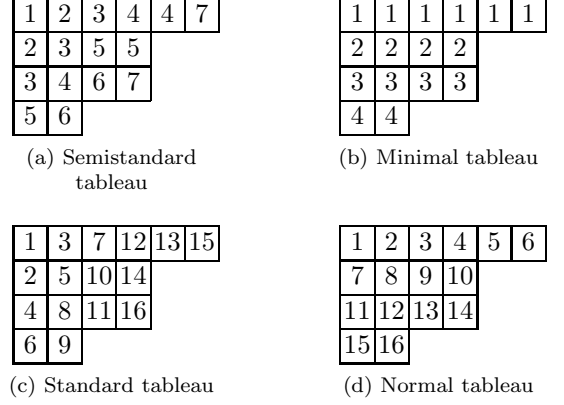 1 2 3 4 4 7
2 3 5 5
3 4 6 7
5 6
(a) Semistandard
tableau
1 1 1 1 1 1
2 2 2 2
3 3 3 3
4 4
(b) Minimal tableau
1 3 7 12 13 15
2 5 10 14
4 8 11 16
6 9
(c) Standard tableau
1 2 3 4 5 6
7 8 9 10
11 12 13 14
15 16
(d) Normal tableau